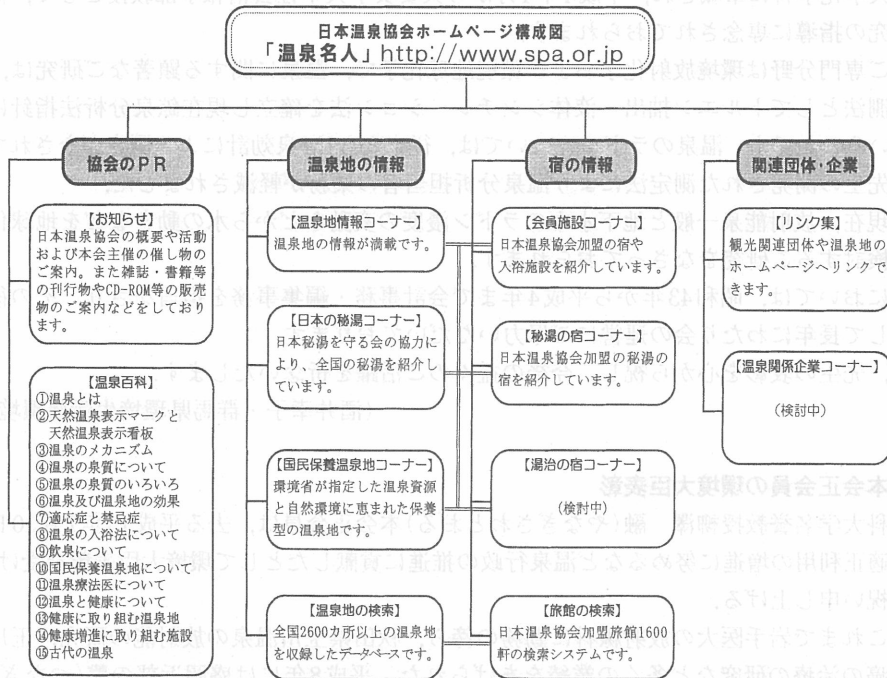 日本温泉協会ホームページ構成図
「温泉名人」http://www.spa.or.jp
協会のPR
【お知らせ】
日本温泉協会の概要や活動
および本会主催の催し物の
ご案内。また雑誌・書籍等
の刊行物やCD-ROM等の販売
物のご案内などをしており
ます。
【温泉百科】
①温泉とは
②天然温泉表示マークと
天然温泉表示看板
③温泉のメカニズム
④温泉の泉質について
⑤温泉の泉質のいろいろ
⑥温泉及び温泉地の効果
⑦適応症と禁忌症
⑧温泉の入浴法について
⑨飲泉について
⑩国民保養温泉地について
⑪温泉療法医について
⑫温泉と健康について
⑬健康に取り組む温泉地
⑭健康増進に取り組む施設
⑮古代の温泉
温泉地の情報
【温泉地情報コーナー】
温泉地の情報が満載です。
【日本の秘湯コーナー】
日本秘湯を守る会の協力に
より、全国の秘湯を紹介し
ています。
【国民保養温泉地コーナー】
環境省が指定した温泉資源
と自然環境に恵まれた保養
型の温泉地です。
【温泉地の検索】
全国2600カ所以上の温泉地
を収録したデータベースです。
宿の情報
【会員施設コーナー】
日本温泉協会加盟の宿や
入浴施設を紹介しています。
【秘湯の宿コーナー】
日本温泉協会加盟の秘湯の
宿を紹介しています。
【湯治の宿コーナー】
(検討中)
【旅館の検索】
日本温泉協会加盟旅館1600
軒の検索システムです。
関連団体・企業
【リンク集】
観光関連団体や温泉地の
ホームページへリンクで
きます。
【温泉関係企業コーナー】
(検討中)